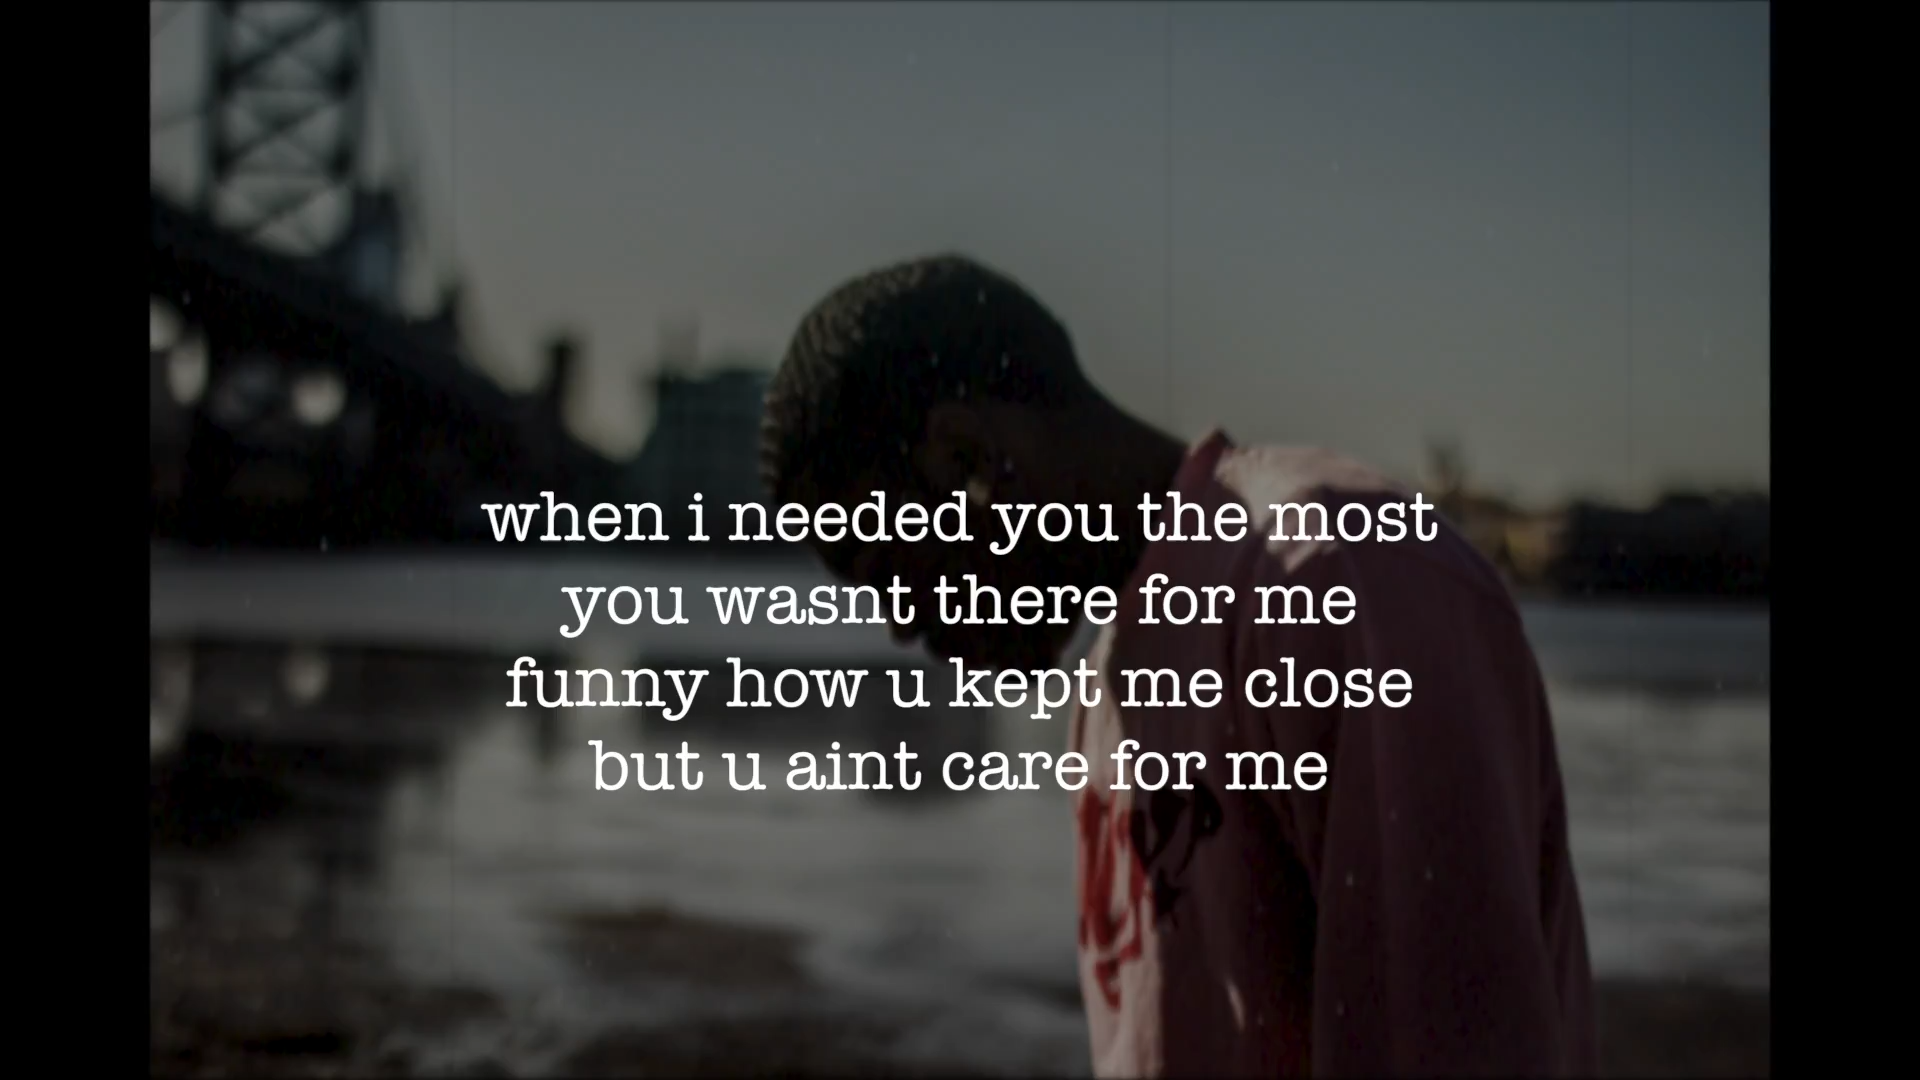 when i needed you the most
you wasnt there for me
funny how u kept me close
but u aint care for me